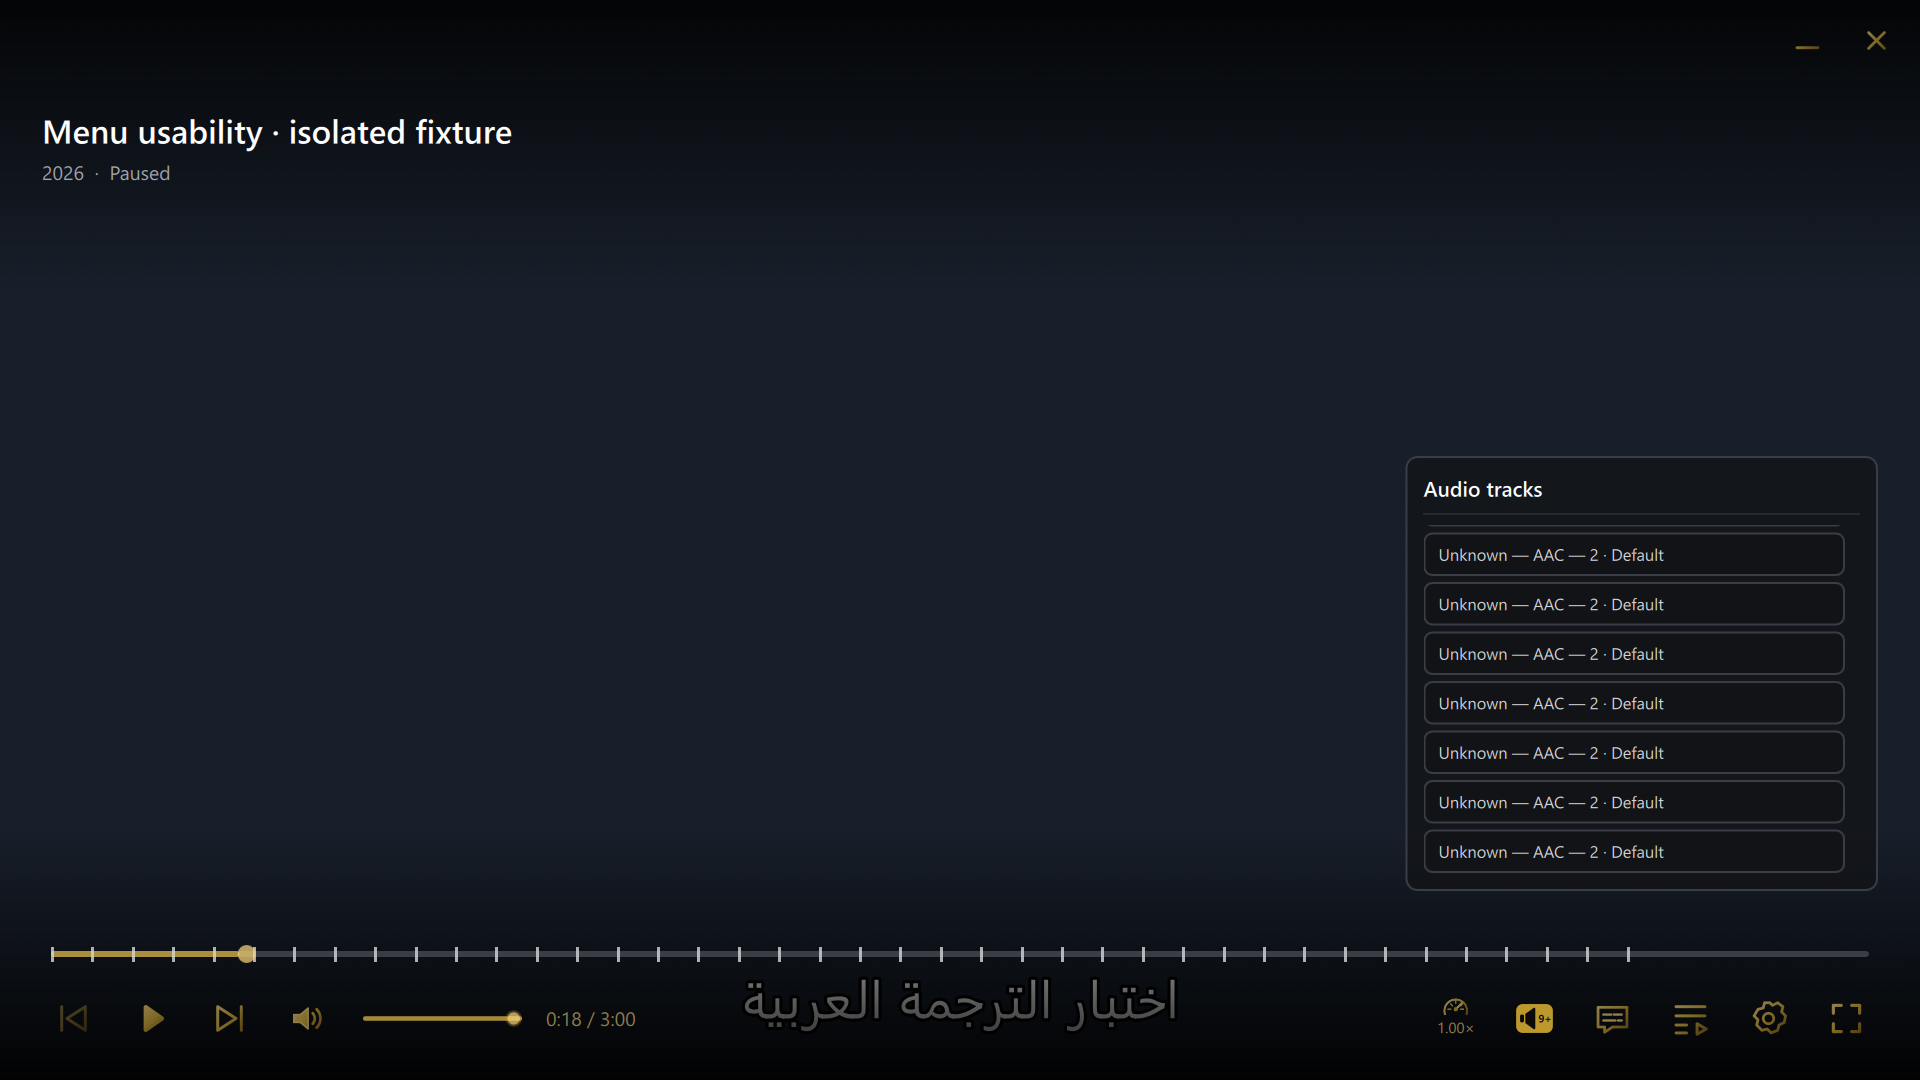 Menu usability · isolated fixture
2026 · Paused
Audio tracks
Unknown — AAC — 2 · Default
Unknown — AAC — 2 · Default
Unknown — AAC — 2 · Default
Unknown — AAC — 2 · Default
Unknown — AAC — 2 · Default
Unknown — AAC — 2 · Default
Unknown — AAC — 2 · Default
اختبار الترجمة العربية
0:18 / 3:00
1.00×
9+